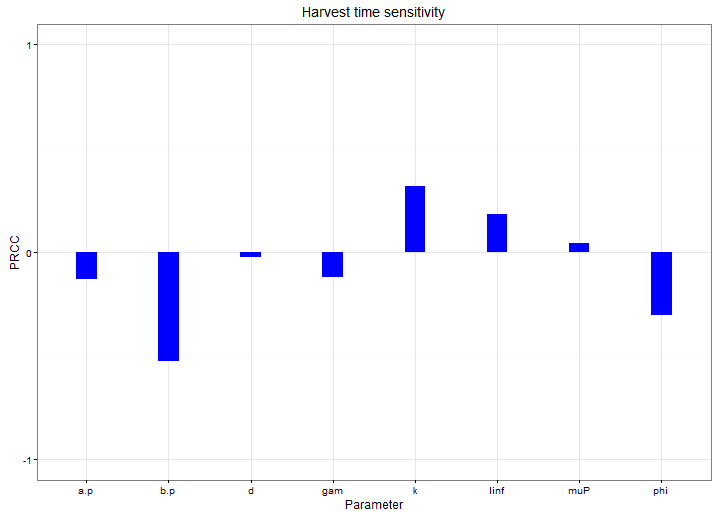 Harvest time sensitivity
PRCC
1
0
-1
a.p b.p d gam k linf muP phi
Parameter